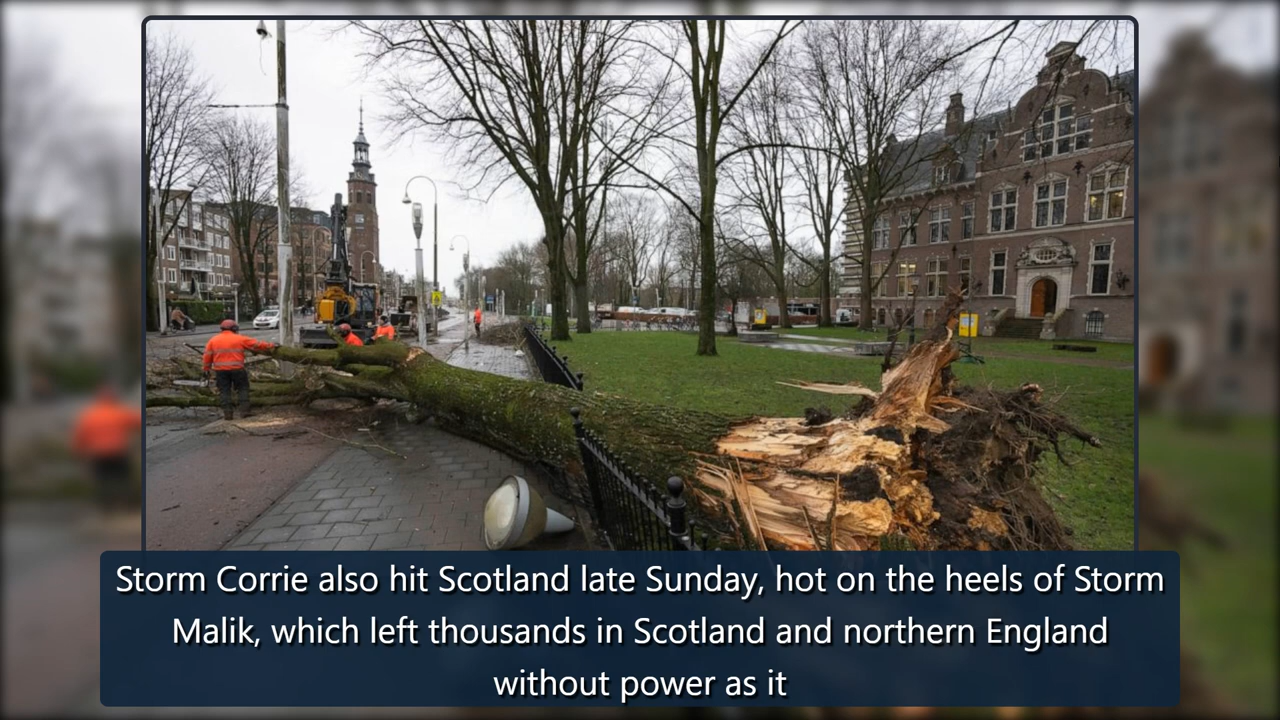 Storm Corrie also hit Scotland late Sunday, hot on the heels of Storm
Malik, which left thousands in Scotland and northern England
without power as it